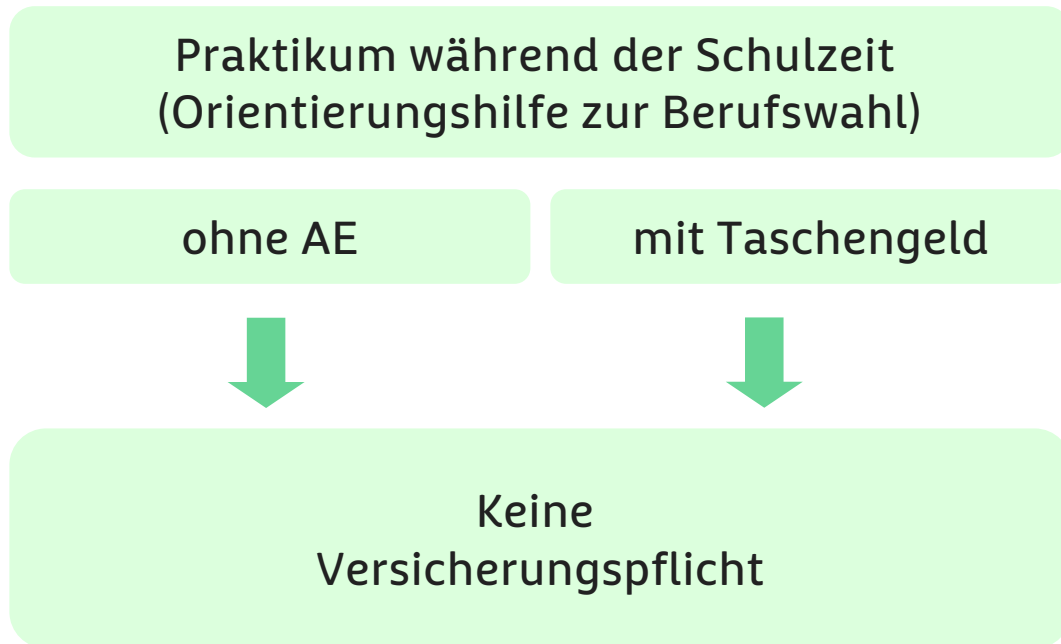 Praktikum während der Schulzeit
(Orientierungshilfe zur Berufswahl)
ohne AE
mit Taschengeld
Keine
Versicherungspflicht